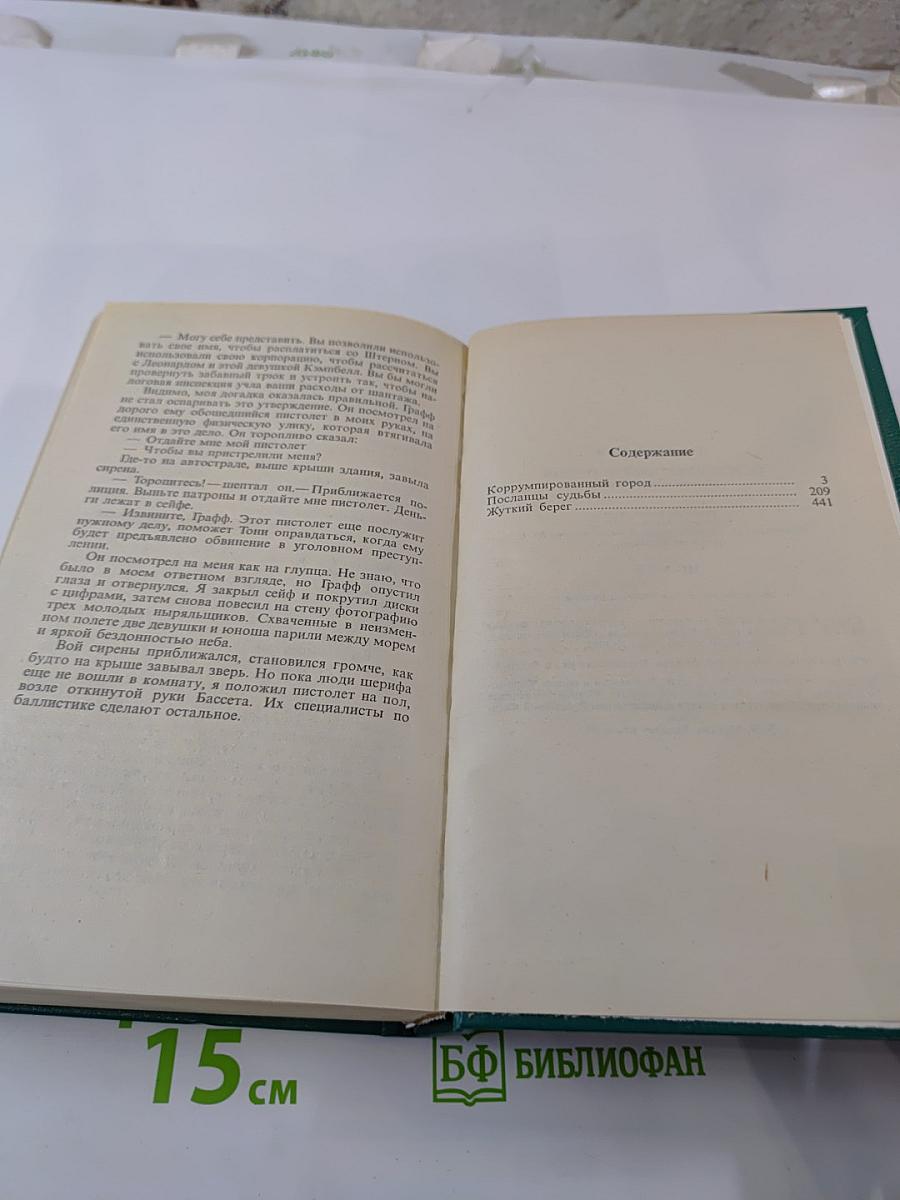 — Могу себе представить. Вы позволили использо-
вать свое имя, чтобы расплатиться со Штерном. Вы
использовали свою корпорацию, чтобы рассчитаться
с Леонардом и этой девушкой Кэмпбелл. Вы бы могли
провернуть забавный трюк и устроить так, чтобы на-
логовая инспекция учла ваши расходы от шантажа.
Видимо, моя догадка оказалась правильной. Графф
не стал оспаривать это утверждение. Он посмотрел на
дорого ему обошедшийся пистолет в моих руках, на
единственную физическую улику, которая втягивала
его имя в это дело. Он торопливо сказал:
— Отдайте мне мой пистолет
— Чтобы вы пристрелили меня?
Где-то на автостраде, выше крыши здания, завыла
сирена.
— Торопитесь! — шептал он.— Приближается по-
лиция. Выньте патроны и отдайте мне пистолет. День-
ги лежат в сейфе.
— Извините, Графф. Этот пистолет еще послужит
нужному делу, поможет Тони оправдаться, когда ему
будет предъявлено обвинение в уголовном преступ-
лении.
Он посмотрел на меня как на глупца. Не знаю, что
было в моем ответном взгляде, но Графф опустил
глаза и отвернулся. Я закрыл сейф и покрутил диски
с цифрами, затем снова повесил на стену фотографию
трех молодых ныряльщиков. Схваченные в неизмен-
ном полете две девушки и юноша парили между морем
и яркой бездонностью неба.
Вой сирены приближался, становился громче, как
будто на крыше завывал зверь. Но пока люди шерифа
еще не вошли в комнату, я положил пистолет на пол,
возле откинутой руки Бассета. Их специалисты по
баллистике сделают остальное.
Содержание
Коррумпированный город ........ 3
Посланцы судьбы ........ 209
Жуткий берег ........ 441
15 см
БФ БИБЛИОФАН